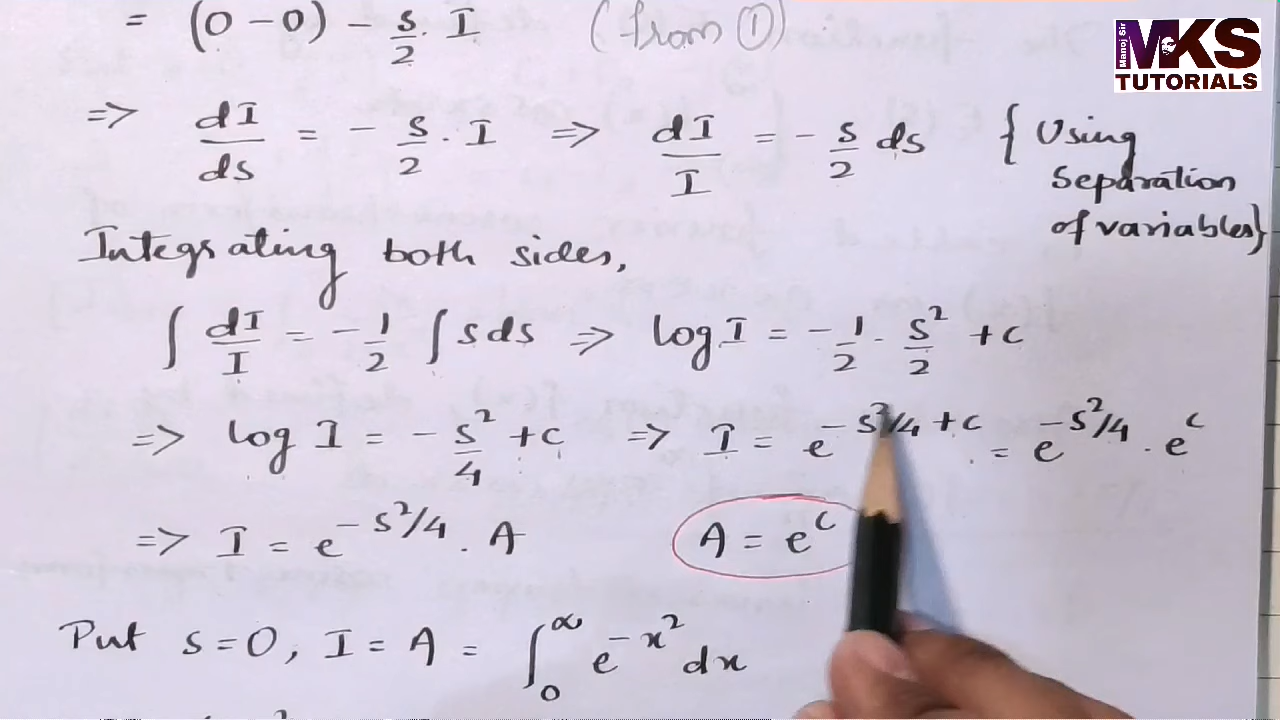 = (0 - 0) - s/2 . I (from ①)
Manoj Sir MKS
TUTORIALS
=> dI/ds = - s/2 . I => dI/I = - s/2 ds { Using
Separation
of variables}
Integrating both sides,
∫ dI/I = - 1/2 ∫ s ds => log I = - 1/2 . s²/2 + c
=> log I = - s²/4 + c => I = e^(-s²/4 + c) = e^(-s²/4) . e^c
=> I = e^(-s²/4) . A A = e^c
Put s = 0, I = A = ∫₀^∞ e^(-x²) dx